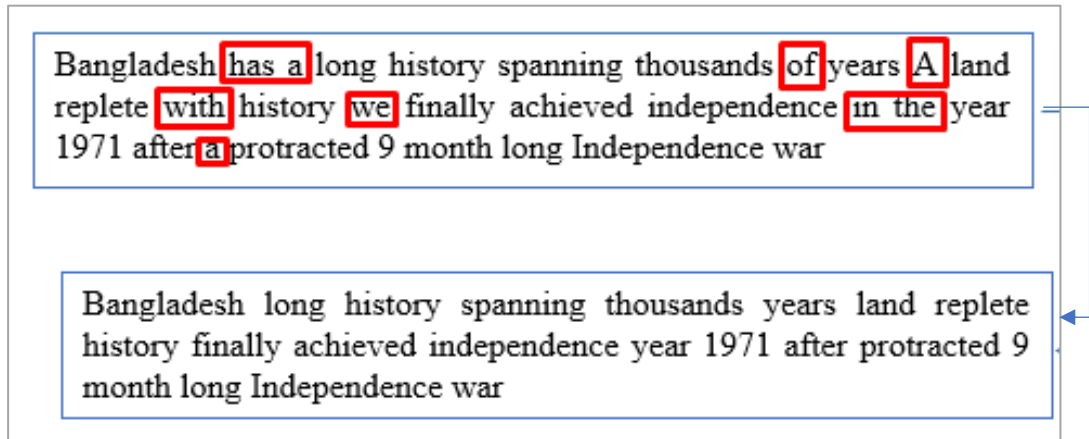 Bangladesh has a long history spanning thousands of years A land
replete with history we finally achieved independence in the year
1971 after a protracted 9 month long Independence war
Bangladesh long history spanning thousands years land replete
history finally achieved independence year 1971 after protracted 9
month long Independence war